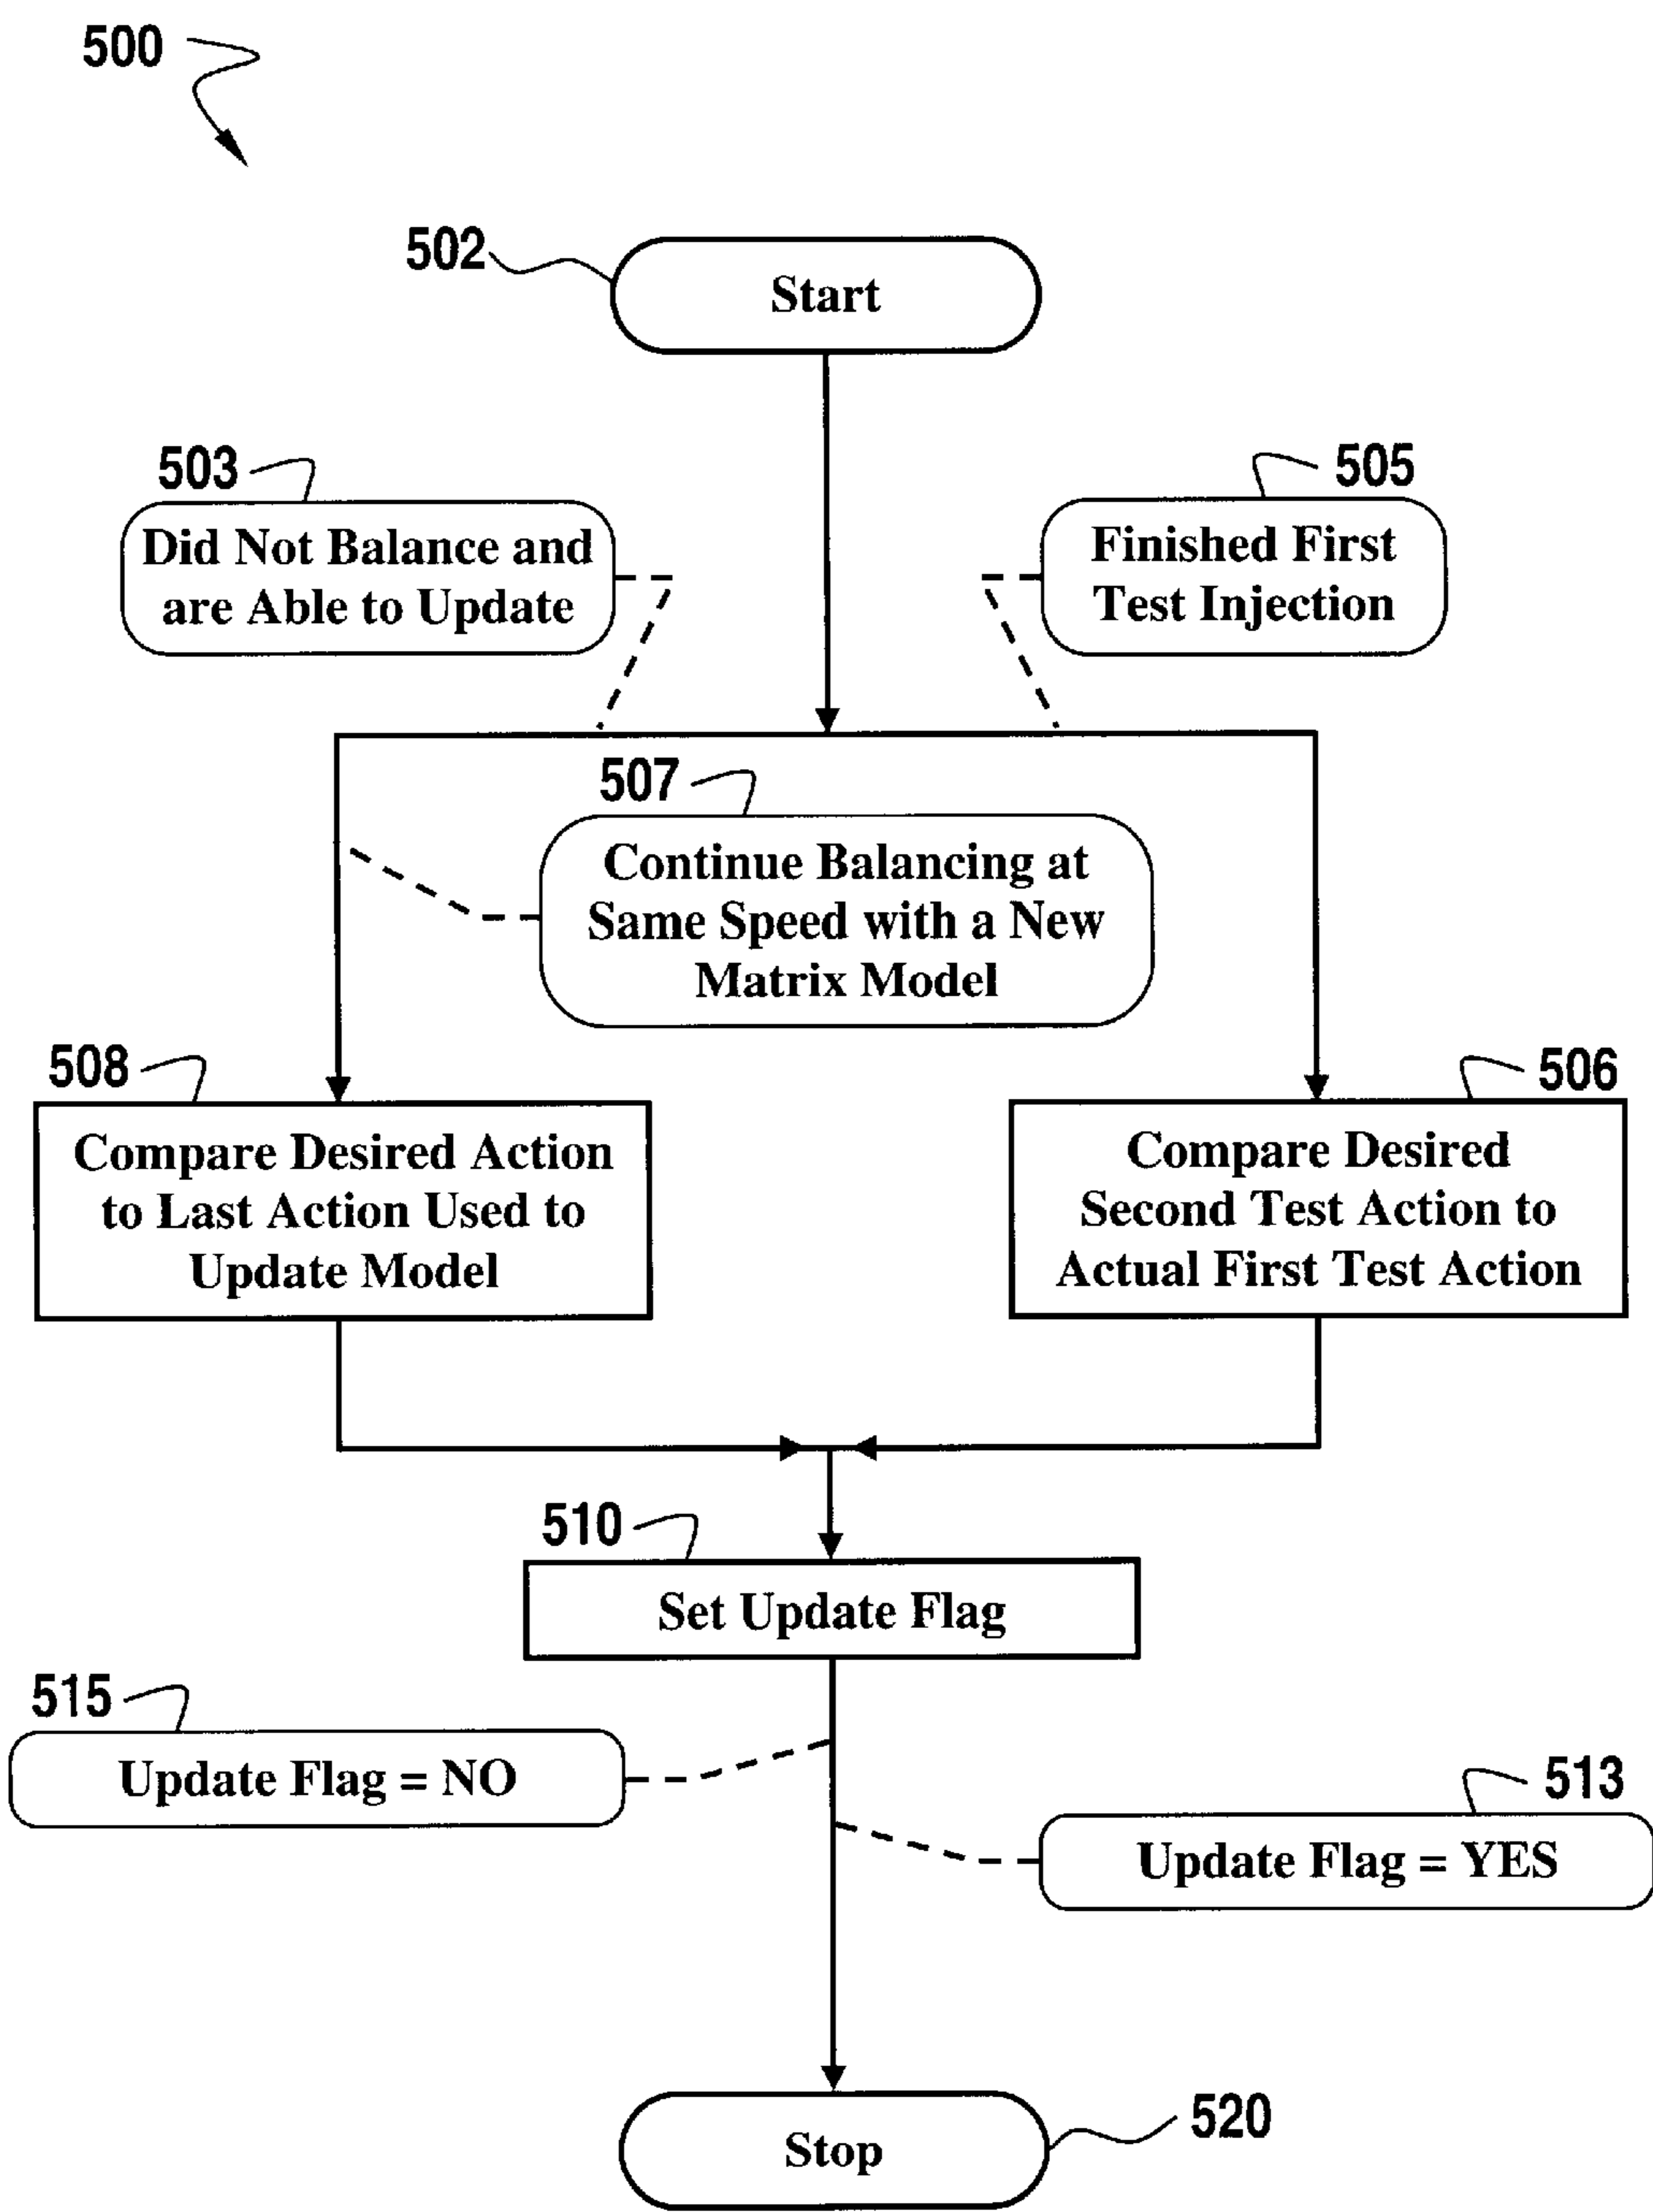 500
502
Start
503
505
Did Not Balance and
are Able to Update
Finished First
Test Injection
507
Continue Balancing at
Same Speed with a New
Matrix Model
508
506
Compare Desired Action
to Last Action Used to
Update Model
Compare Desired
Second Test Action to
Actual First Test Action
510
Set Update Flag
515
Update Flag = NO
513
Update Flag = YES
520
Stop